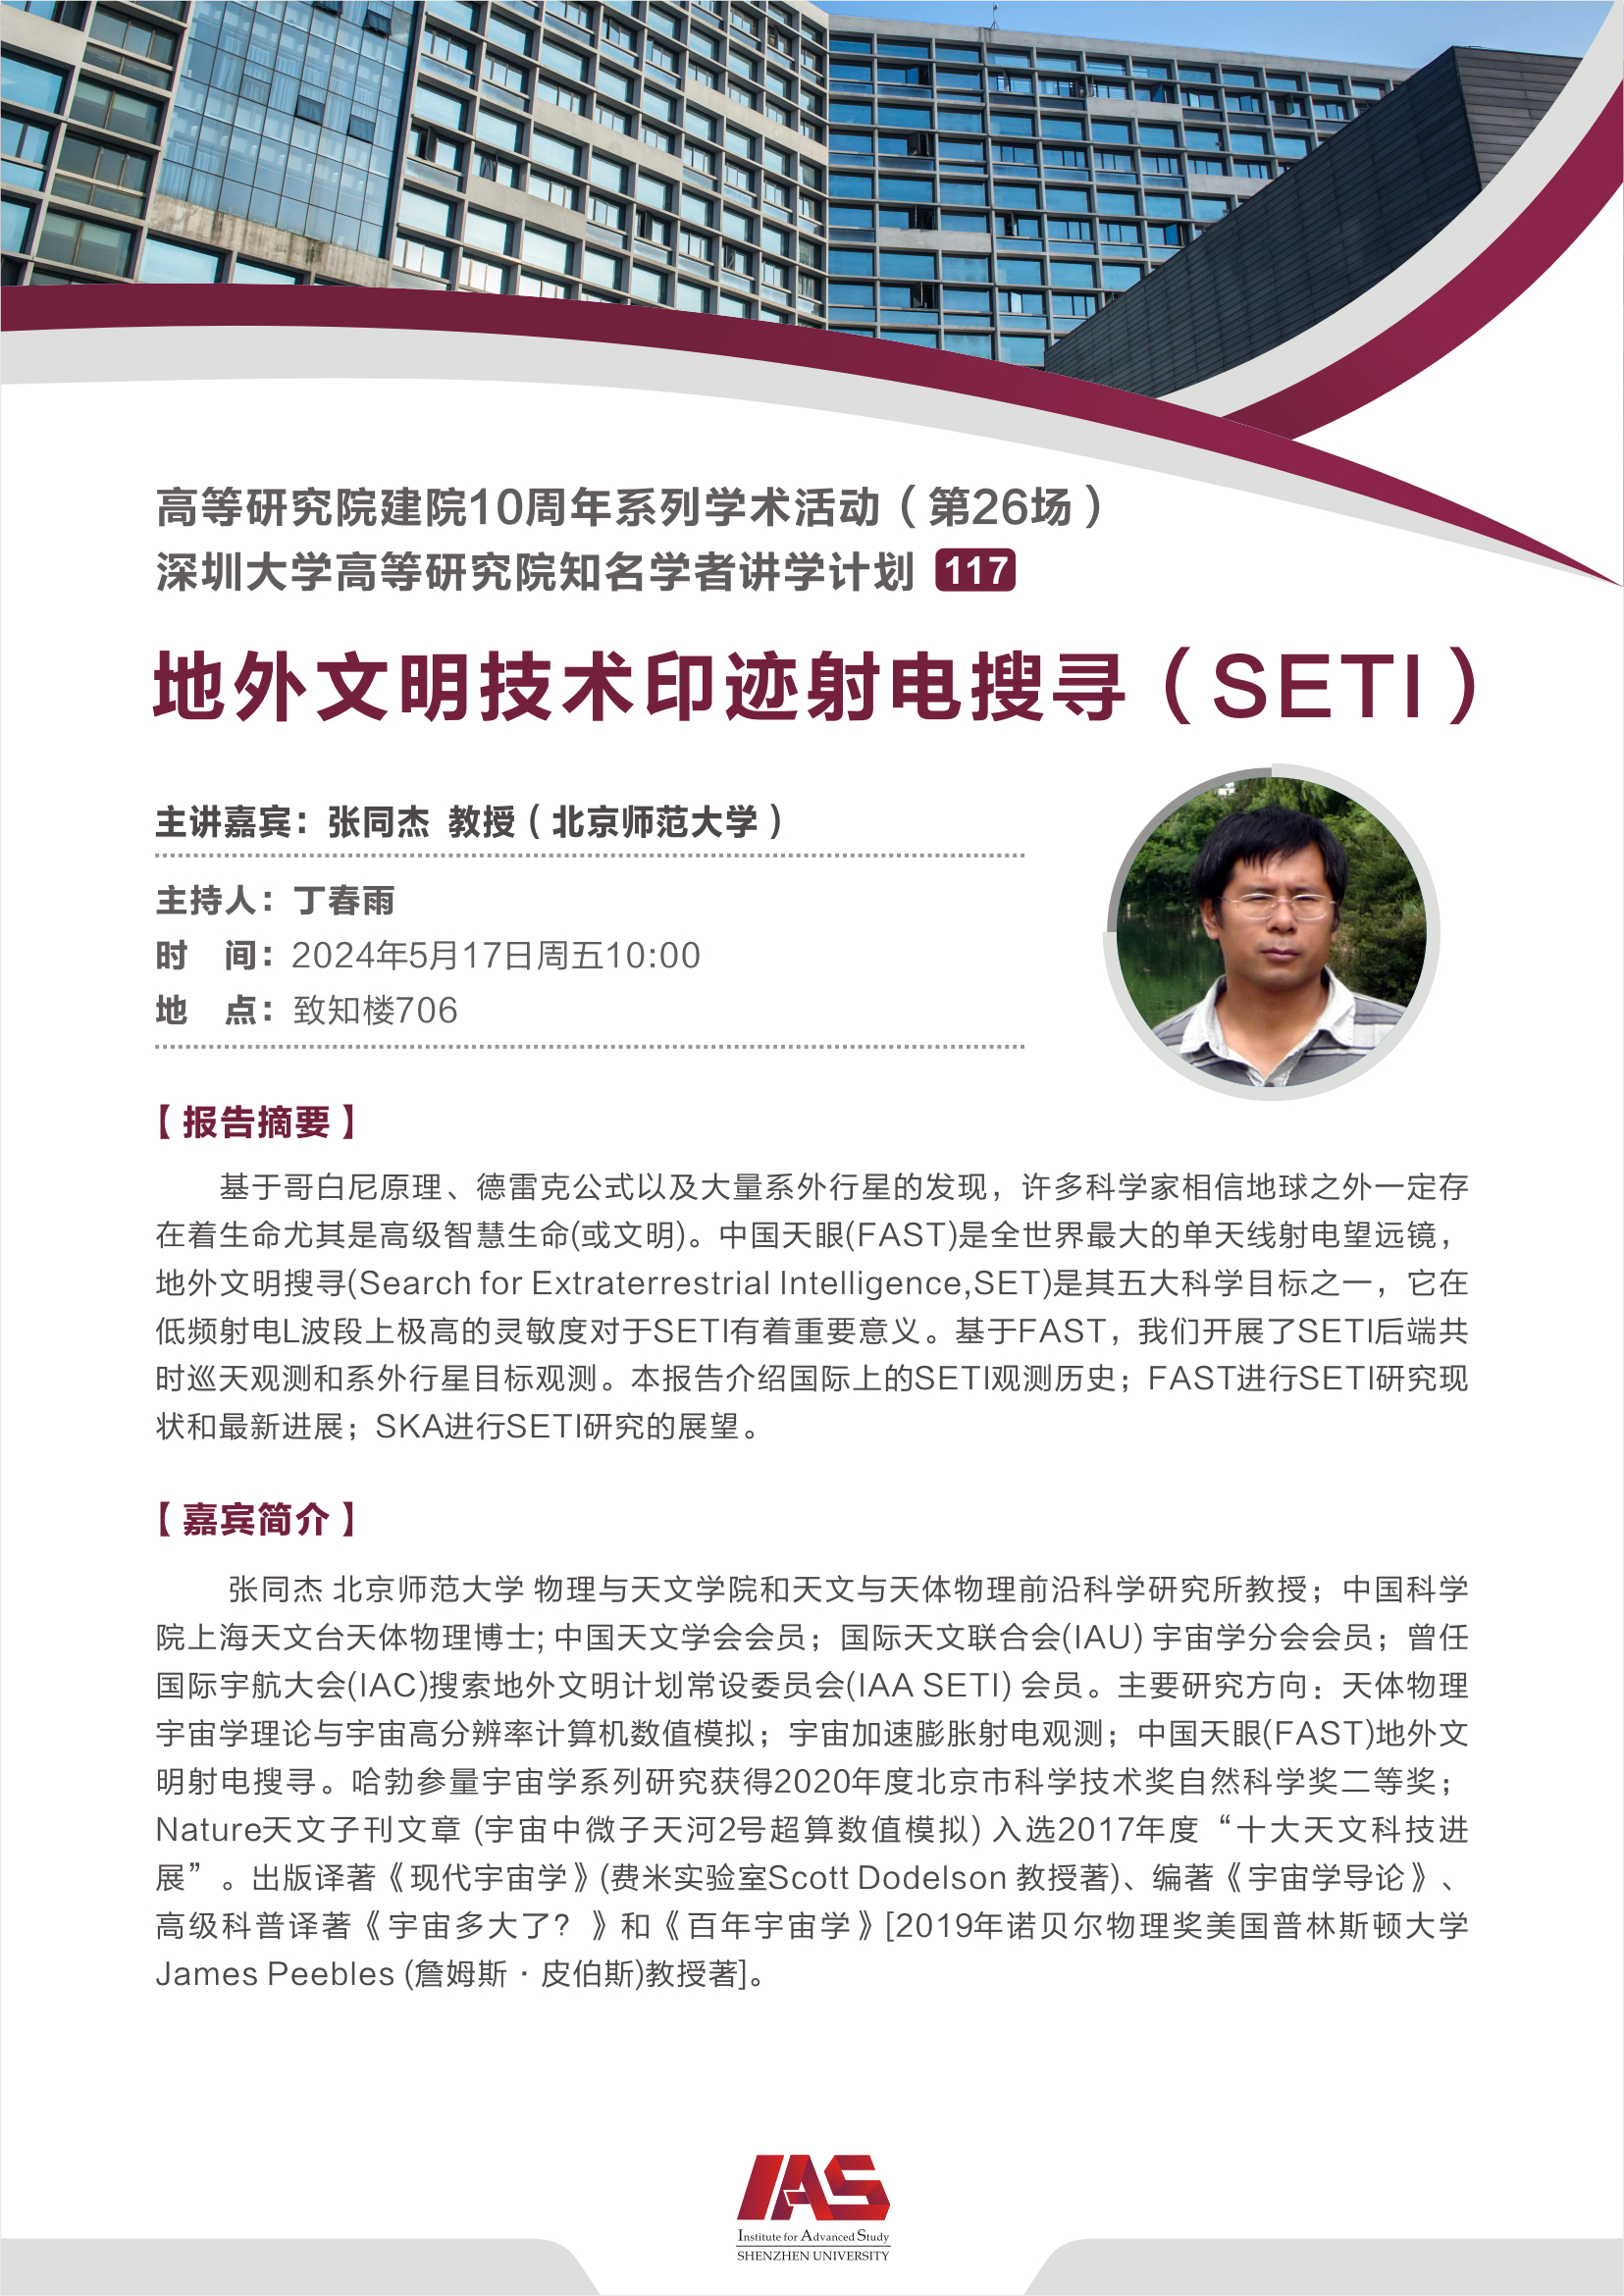 高等研究院建院10周年系列学术活动（第26场）
深圳大学高等研究院知名学者讲学计划 117
地外文明技术印迹射电搜寻（SETI）
主讲嘉宾：张同杰 教授（北京师范大学）
主持人：丁春雨
时 间：2024年5月17日周五10:00
地 点：致知楼706
【报告摘要】
基于哥白尼原理、德雷克公式以及大量系外行星的发现，许多科学家相信地球之外一定存
在着生命尤其是高级智慧生命(或文明)。中国天眼(FAST)是全世界最大的单天线射电望远镜，
地外文明搜寻(Search for Extraterrestrial Intelligence,SET)是其五大科学目标之一，它在
低频射电L波段上极高的灵敏度对于SETI有着重要意义。基于FAST，我们开展了SETI后端共
时巡天观测和系外行星目标观测。本报告介绍国际上的SETI观测历史；FAST进行SETI研究现
状和最新进展；SKA进行SETI研究的展望。
【嘉宾简介】
张同杰 北京师范大学 物理与天文学院和天文与天体物理前沿科学研究所教授；中国科学
院上海天文台天体物理博士; 中国天文学会会员；国际天文联合会(IAU) 宇宙学分会会员；曾任
国际宇航大会(IAC)搜索地外文明计划常设委员会(IAA SETI) 会员。主要研究方向：天体物理
宇宙学理论与宇宙高分辨率计算机数值模拟；宇宙加速膨胀射电观测；中国天眼(FAST)地外文
明射电搜寻。哈勃参量宇宙学系列研究获得2020年度北京市科学技术奖自然科学奖二等奖；
Nature天文子刊文章 (宇宙中微子天河2号超算数值模拟) 入选2017年度“十大天文科技进
展”。出版译著《现代宇宙学》(费米实验室Scott Dodelson 教授著)、编著《宇宙学导论》、
高级科普译著《宇宙多大了？》和《百年宇宙学》[2019年诺贝尔物理奖美国普林斯顿大学
James Peebles (詹姆斯·皮伯斯)教授著]。
IAS
Institute for Advanced Study
SHENZHEN UNIVERSITY